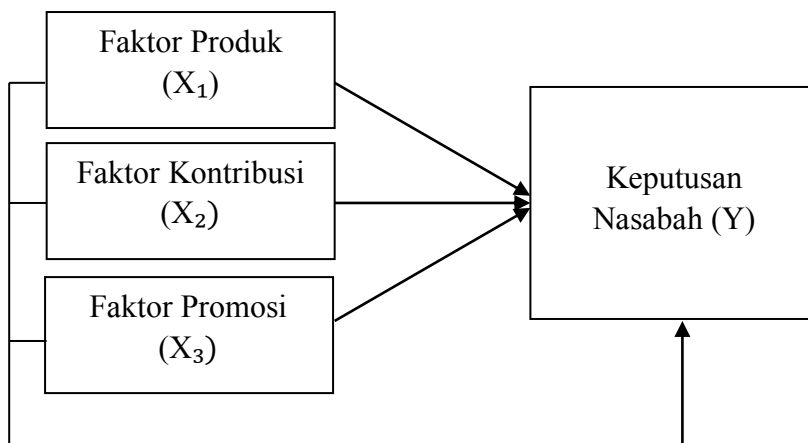 Faktor Produk
(X₁)
Faktor Kontribusi
(X₂)
Faktor Promosi
(X₃)
Keputusan
Nasabah (Y)